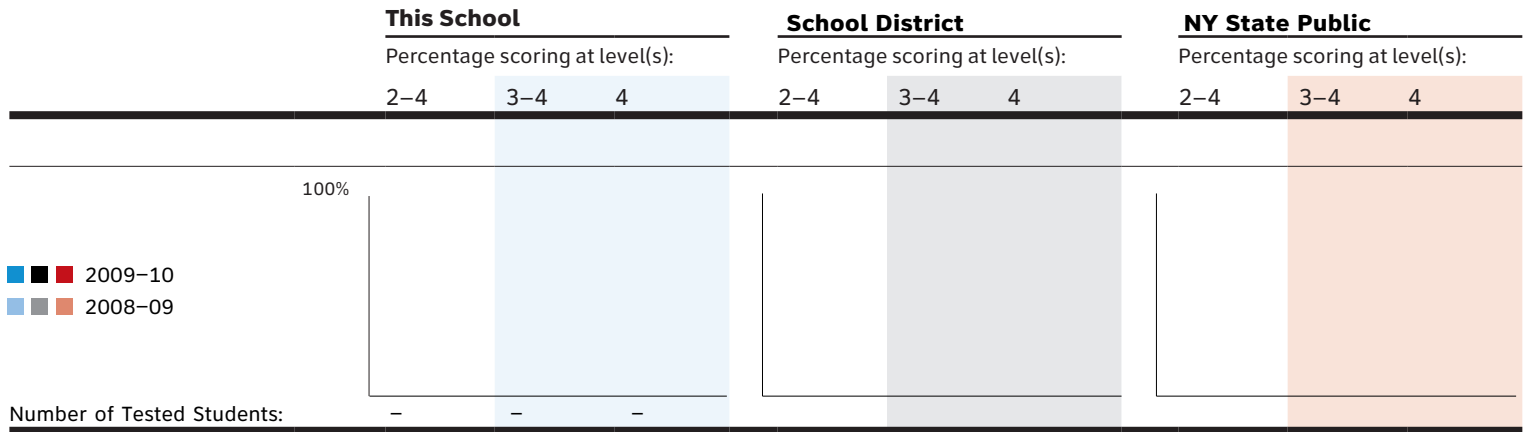 This School School District NY State Public
Percentage scoring at level(s): Percentage scoring at level(s): Percentage scoring at level(s):
2–4 3–4 4 2–4 3–4 4 2–4 3–4 4
100%
2009–10
2008–09
Number of Tested Students: – – –